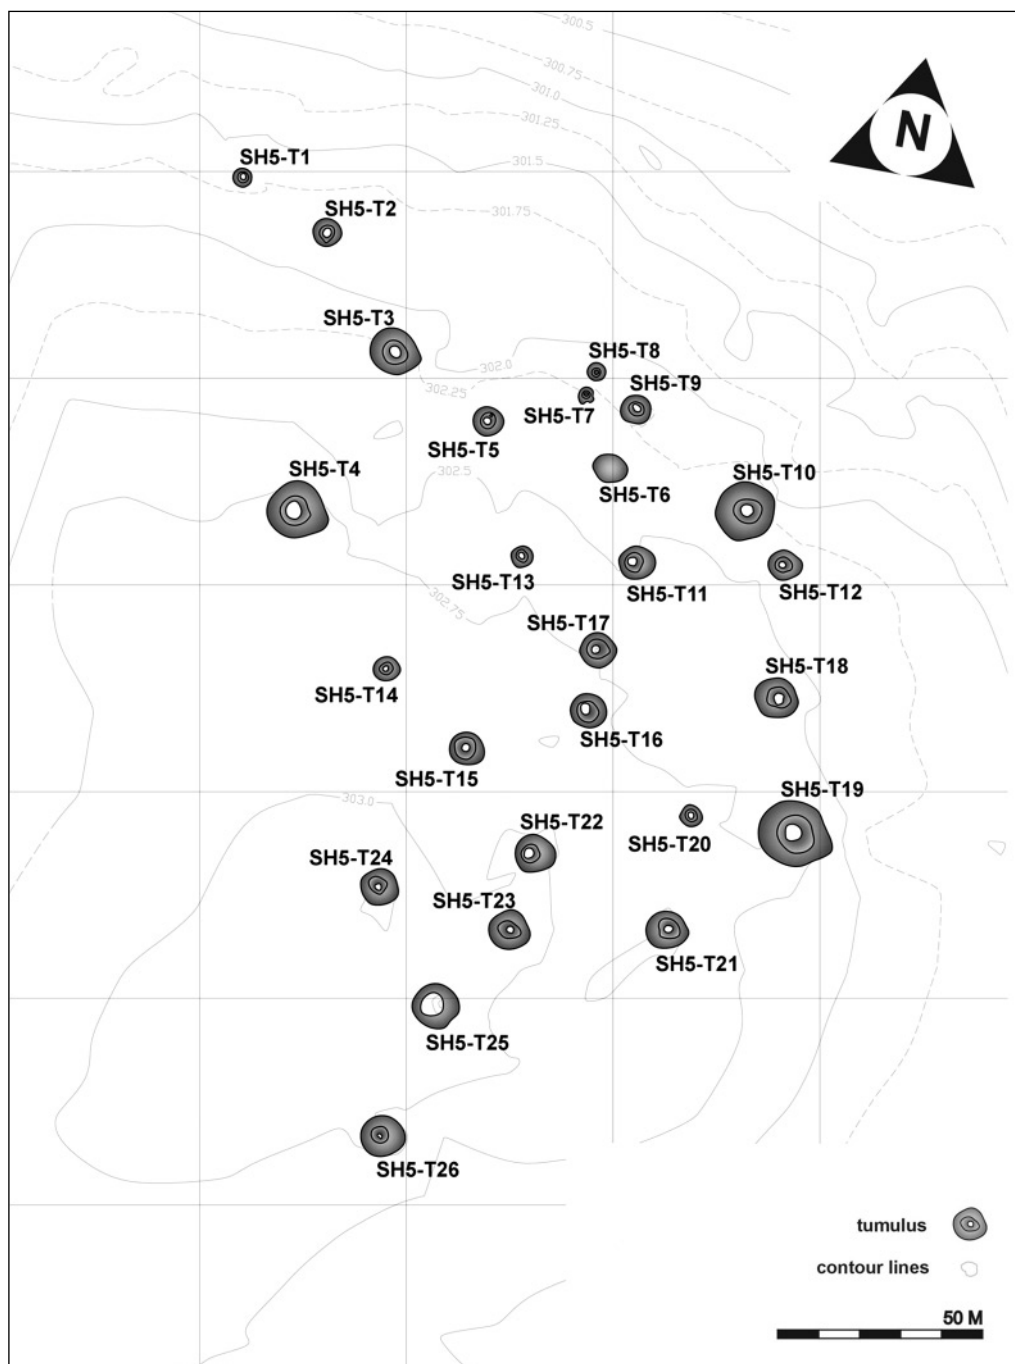 300.5
300.75
301.0
301.25
N
SH5-T1
301.5
SH5-T2
301.75
SH5-T3
SH5-T8
302.0
SH5-T9
302.25
SH5-T7
SH5-T5
SH5-T4
302.5
SH5-T10
SH5-T6
SH5-T13
SH5-T12
SH5-T11
302.75
SH5-T17
SH5-T18
SH5-T14
SH5-T16
SH5-T15
SH5-T19
303.0
SH5-T22
SH5-T20
SH5-T24
SH5-T23
SH5-T21
SH5-T25
SH5-T26
tumulus
contour lines
50 M